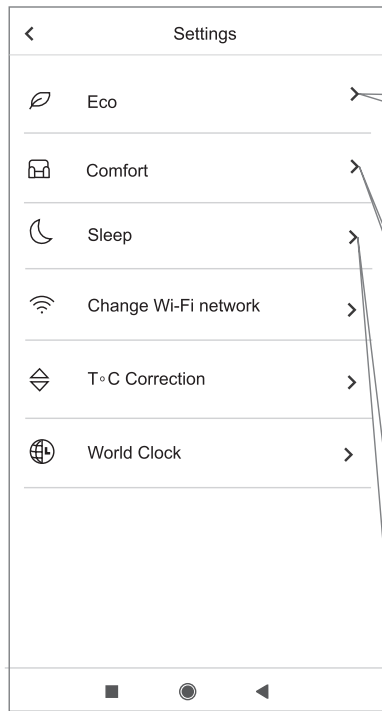 Settings
Eco
Comfort
Sleep
Change Wi-Fi network
T°C Correction
World Clock